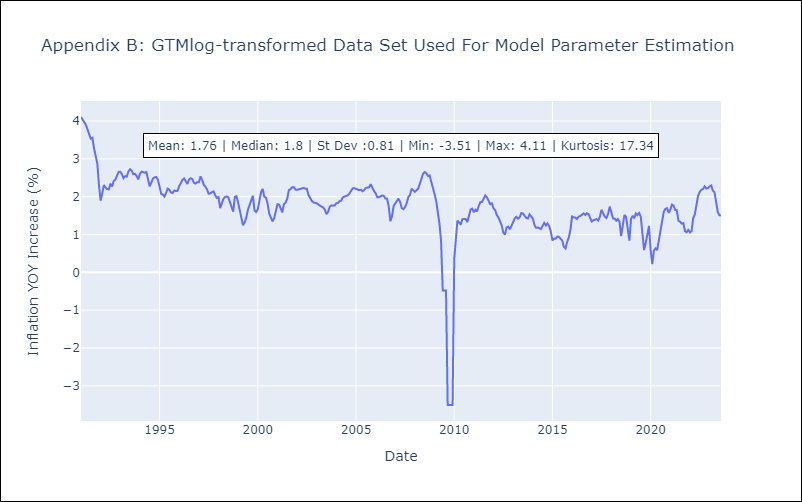 Appendix B: GTMlog-transformed Data Set Used For Model Parameter Estimation
Mean: 1.76 | Median: 1.8 | St Dev :0.81 | Min: -3.51 | Max: 4.11 | Kurtosis: 17.34
Inflation YOY Increase (%)
4
3
2
1
0
−1
−2
−3
1995 2000 2005 2010 2015 2020
Date